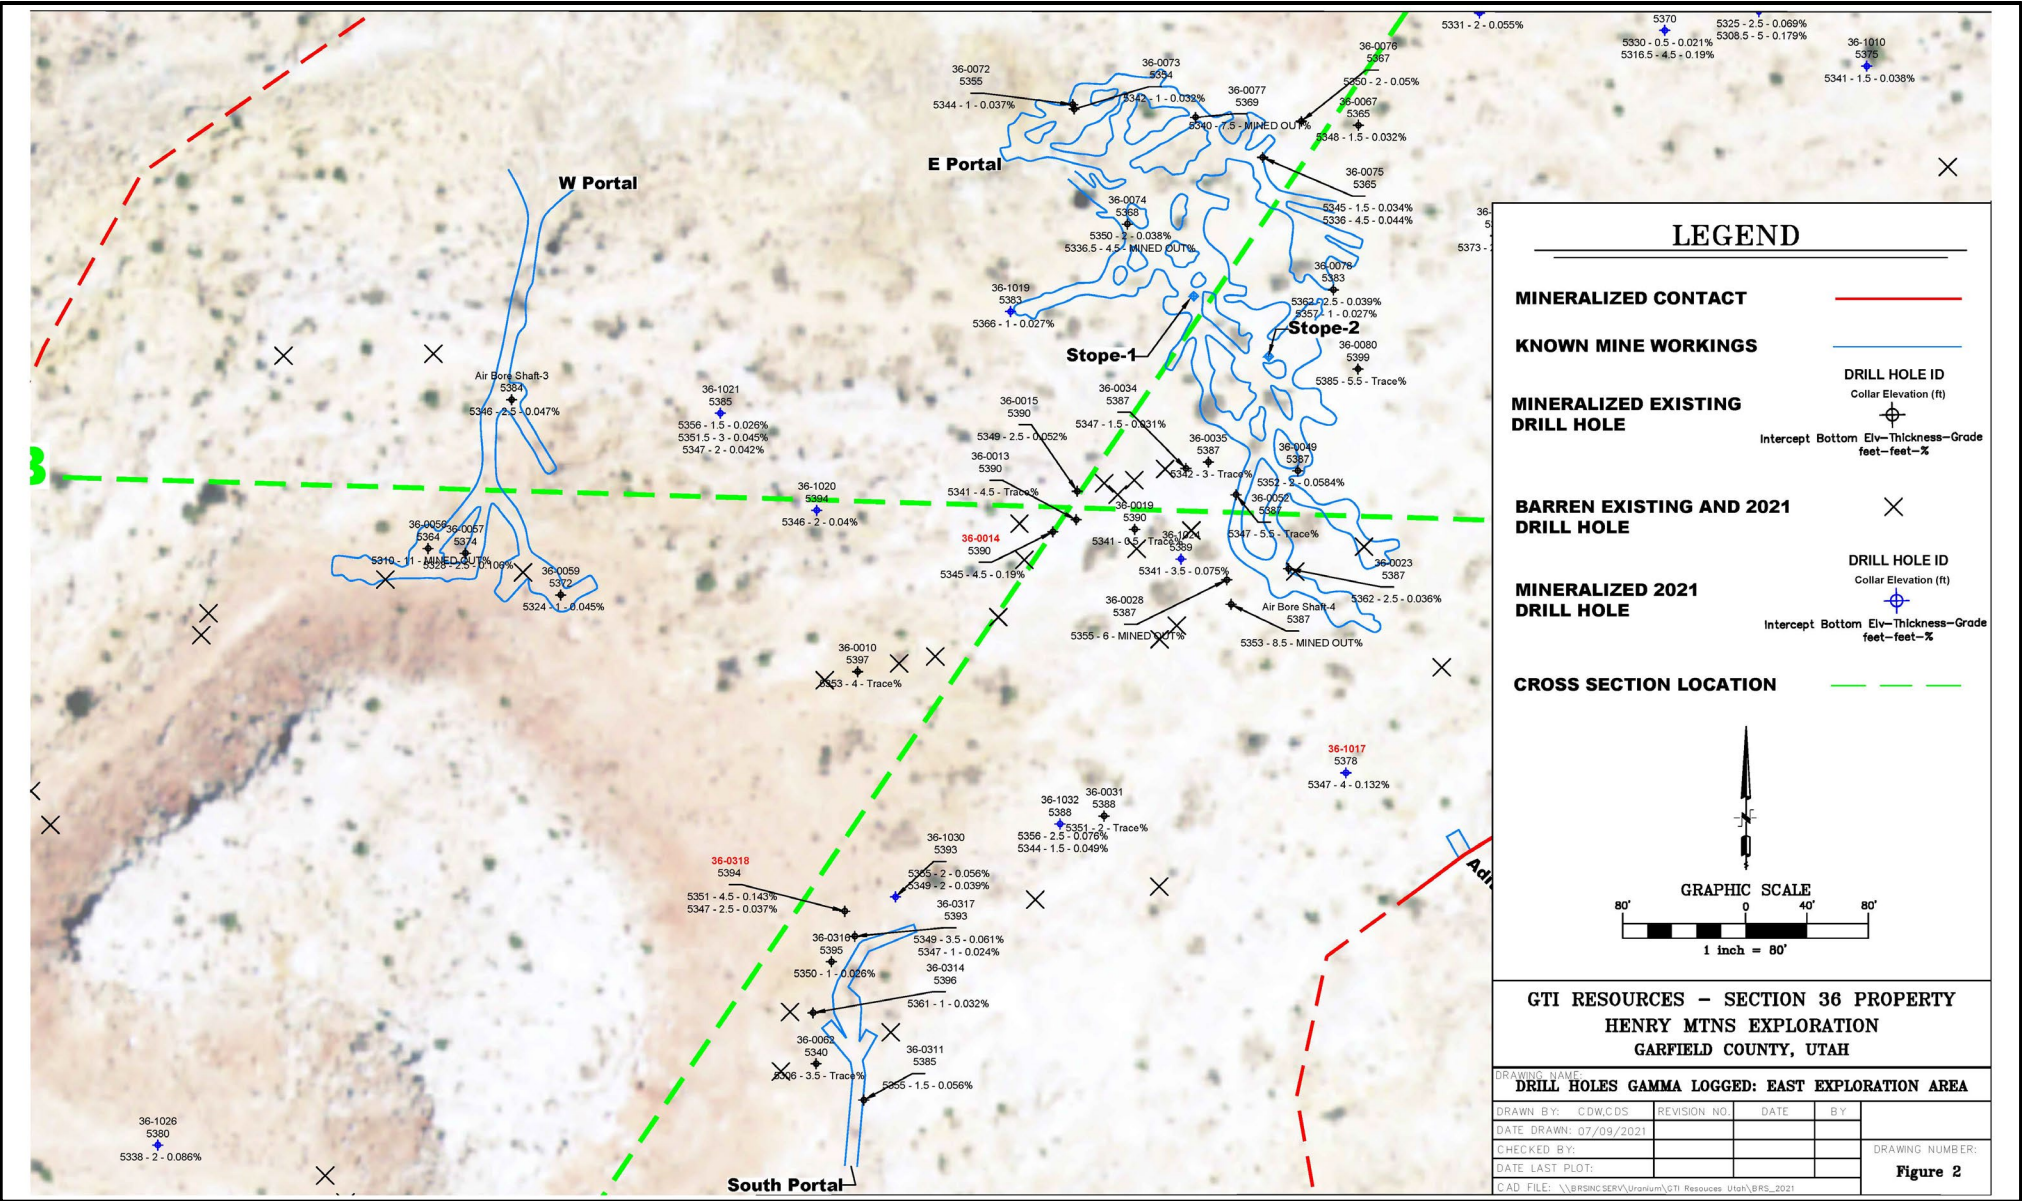 5331 - 2 - 0.055%
5370
5330 - 0.5 - 0.021%
5316.5 - 4.5 - 0.19%
5325 - 2.5 - 0.069%
5308.5 - 5 - 0.179%
36-1010
5375
5341 - 1.5 - 0.038%
36-0072
5355
5344 - 1 - 0.037%
36-0073
5354
5342 - 1 - 0.032%
36-0077
5369
5340 - 7.5 - MINED OUT%
36-0076
5367
5350 - 2 - 0.05%
36-0067
5365
5348 - 1.5 - 0.032%
E Portal
W Portal
36-0075
5365
5345 - 1.5 - 0.034%
5336 - 4.5 - 0.044%
36-0074
5368
5350 - 2 - 0.038%
5336.5 - 4.5 - MINED OUT%
36-
5373 -
36-1019
5383
5366 - 1 - 0.027%
36-0078
5383
5362 - 2.5 - 0.039%
5357 - 1 - 0.027%
Stope-2
Stope-1
36-0080
5399
5385 - 5.5 - Trace%
Air Bore Shaft-3
5384
5346 - 2.5 - 0.047%
36-1021
5385
5356 - 1.5 - 0.026%
5351.5 - 3 - 0.045%
5347 - 2 - 0.042%
36-0015
5390
5349 - 2.5 - 0.052%
36-0034
5387
5347 - 1.5 - 0.031%
36-0035
5387
5342 - 3 - Trace%
36-0049
5387
5352 - 2 - 0.0584%
36-0013
5390
5341 - 4.5 - Trace%
36-1020
5394
5346 - 2 - 0.04%
36-0019
5390
5341 - 0.5 - Trace%
36-0052
5387
5347 - 5.5 - Trace%
36-0014
5390
5345 - 4.5 - 0.19%
36-1024
5389
5341 - 3.5 - 0.075%
36-0056
5364
5310 - 11 - MINED OUT%
36-0057
5374
5328 - 2.5 - 0.106%
36-0059
5372
5324 - 1 - 0.045%
36-0023
5387
5362 - 2.5 - 0.036%
36-0028
5387
5355 - 6 - MINED OUT%
Air Bore Shaft-4
5387
5353 - 8.5 - MINED OUT%
36-0010
5397
5353 - 4 - Trace%
36-1017
5378
5347 - 4 - 0.132%
36-1032
5388
5356 - 2.5 - 0.076%
5344 - 1.5 - 0.049%
36-0031
5388
5351 - 2 - Trace%
36-1030
5393
5355 - 2 - 0.056%
5349 - 2 - 0.039%
36-0318
5394
5351 - 4.5 - 0.143%
5347 - 2.5 - 0.037%
36-0317
5393
5349 - 3.5 - 0.061%
5347 - 1 - 0.024%
36-0316
5395
5350 - 1 - 0.026%
36-0314
5396
5361 - 1 - 0.032%
36-0062
5340
5306 - 3.5 - Trace%
36-0311
5385
5355 - 1.5 - 0.056%
36-1026
5380
5338 - 2 - 0.086%
South Portal
LEGEND
MINERALIZED CONTACT
KNOWN MINE WORKINGS
MINERALIZED EXISTING
DRILL HOLE
DRILL HOLE ID
Collar Elevation (ft)
Intercept Bottom Elv-Thickness-Grade
feet-feet-%
BARREN EXISTING AND 2021
DRILL HOLE
MINERALIZED 2021
DRILL HOLE
DRILL HOLE ID
Collar Elevation (ft)
Intercept Bottom Elv-Thickness-Grade
feet-feet-%
CROSS SECTION LOCATION
N
GRAPHIC SCALE
80' 0 40' 80'
1 inch = 80'
GTI RESOURCES - SECTION 36 PROPERTY
HENRY MTNS EXPLORATION
GARFIELD COUNTY, UTAH
DRAWING NAME:
DRILL HOLES GAMMA LOGGED: EAST EXPLORATION AREA
DRAWN BY: CDW,CDS REVISION NO. DATE BY
DATE DRAWN: 07/09/2021
CHECKED BY:
DATE LAST PLOT:
DRAWING NUMBER:
Figure 2
CAD FILE: \\BRSINCSERV\Uranium\GTI Resouces Utah\BRS_2021